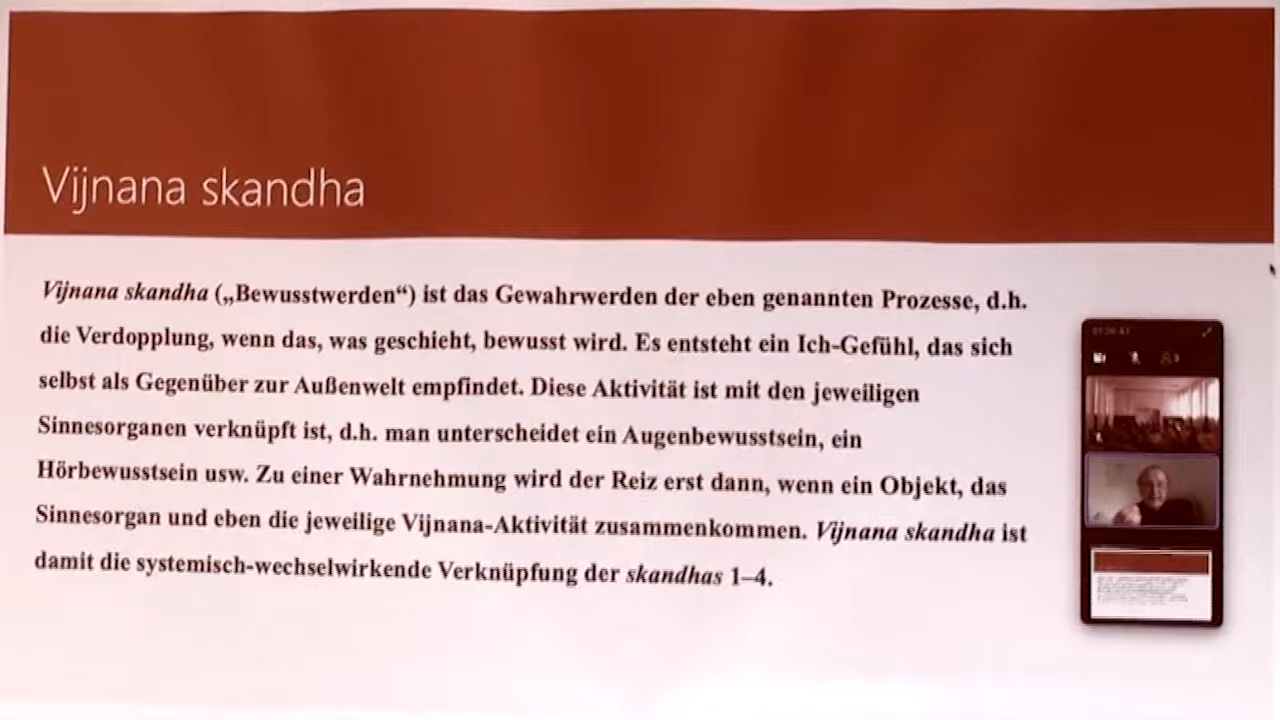 Vijnana skandha
Vijnana skandha („Bewusstwerden“) ist das Gewahrwerden der eben genannten Prozesse, d.h.
die Verdopplung, wenn das, was geschieht, bewusst wird. Es entsteht ein Ich-Gefühl, das sich
selbst als Gegenüber zur Außenwelt empfindet. Diese Aktivität ist mit den jeweiligen
Sinnesorganen verknüpft ist, d.h. man unterscheidet ein Augenbewusstsein, ein
Hörbewusstsein usw. Zu einer Wahrnehmung wird der Reiz erst dann, wenn ein Objekt, das
Sinnesorgan und eben die jeweilige Vijnana-Aktivität zusammenkommen. Vijnana skandha ist
damit die systemisch-wechselwirkende Verknüpfung der skandhas 1–4.